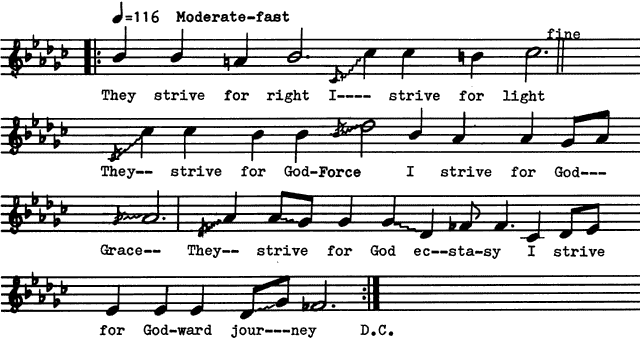 ♩=116 Moderate-fast
fine
They strive for right I---- strive for light
They-- strive for God-Force I strive for God---
Grace-- They-- strive for God ec--sta-sy I strive
for God-ward jour---ney D.C.